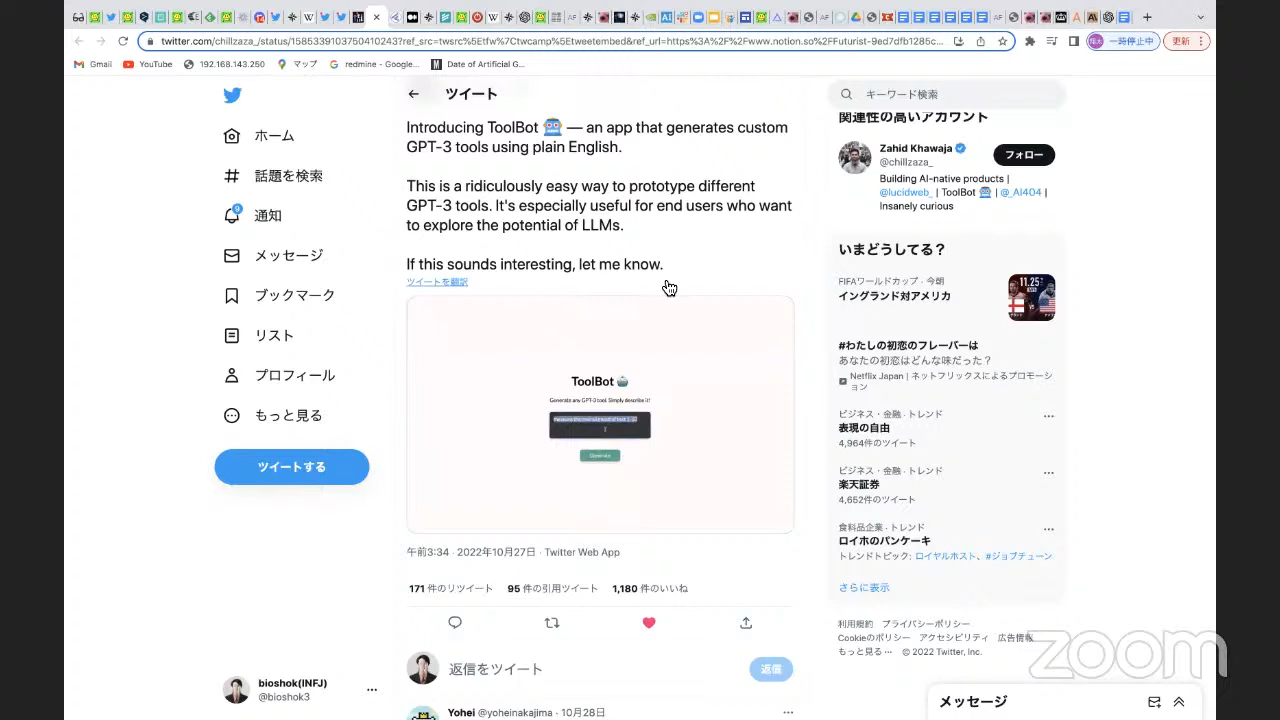 twitter.com/chillzaza_/status/1585339103750410243?ref_src=twsrc%5Etfw%7Ctwcamp%5Etweetembed&ref_url=https%3A%2F%2Fwww.notion.so%2FFuturist-9ed7dfb1285c...
一時停止中
更新
Gmail
YouTube
192.168.143.250
マップ
redmine - Google...
Date of Artificial G...
ツイート
キーワード検索
ホーム
話題を検索
通知
メッセージ
ブックマーク
リスト
プロフィール
もっと見る
ツイートする
bioshok(INFJ)
@bioshok3
Introducing ToolBot 🤖 — an app that generates custom
GPT-3 tools using plain English.
This is a ridiculously easy way to prototype different
GPT-3 tools. It's especially useful for end users who want
to explore the potential of LLMs.
If this sounds interesting, let me know.
ツイートを翻訳
ToolBot
Generate any GPT-3 tool. Simply describe it!
Generate
午前3:34 · 2022年10月27日 · Twitter Web App
171 件のリツイート 95 件の引用ツイート 1,180 件のいいね
返信をツイート
返信
Yohei @yoheinakajima · 10月28日
関連性の高いアカウント
Zahid Khawaja
@chillzaza_
フォロー
Building AI-native products |
@lucidweb_ | ToolBot 🤖 | @_AI404 |
Insanely curious
いまどうしてる？
FIFAワールドカップ · 今朝
イングランド対アメリカ
11.25
#わたしの初恋のフレーバーは
あなたの初恋はどんな味だった？
Netflix Japan | ネットフリックスによるプロモーシ
ョン
ビジネス・金融 · トレンド
表現の自由
4,964件のツイート
ビジネス・金融 · トレンド
楽天証券
4,652件のツイート
食料品企業 · トレンド
ロイホのパンケーキ
トレンドトピック: ロイヤルホスト、#ジョブチューン
さらに表示
利用規約 プライバシーポリシー
Cookieのポリシー アクセシビリティ 広告情報
もっと見る ··· © 2022 Twitter, Inc.
メッセージ
zoom